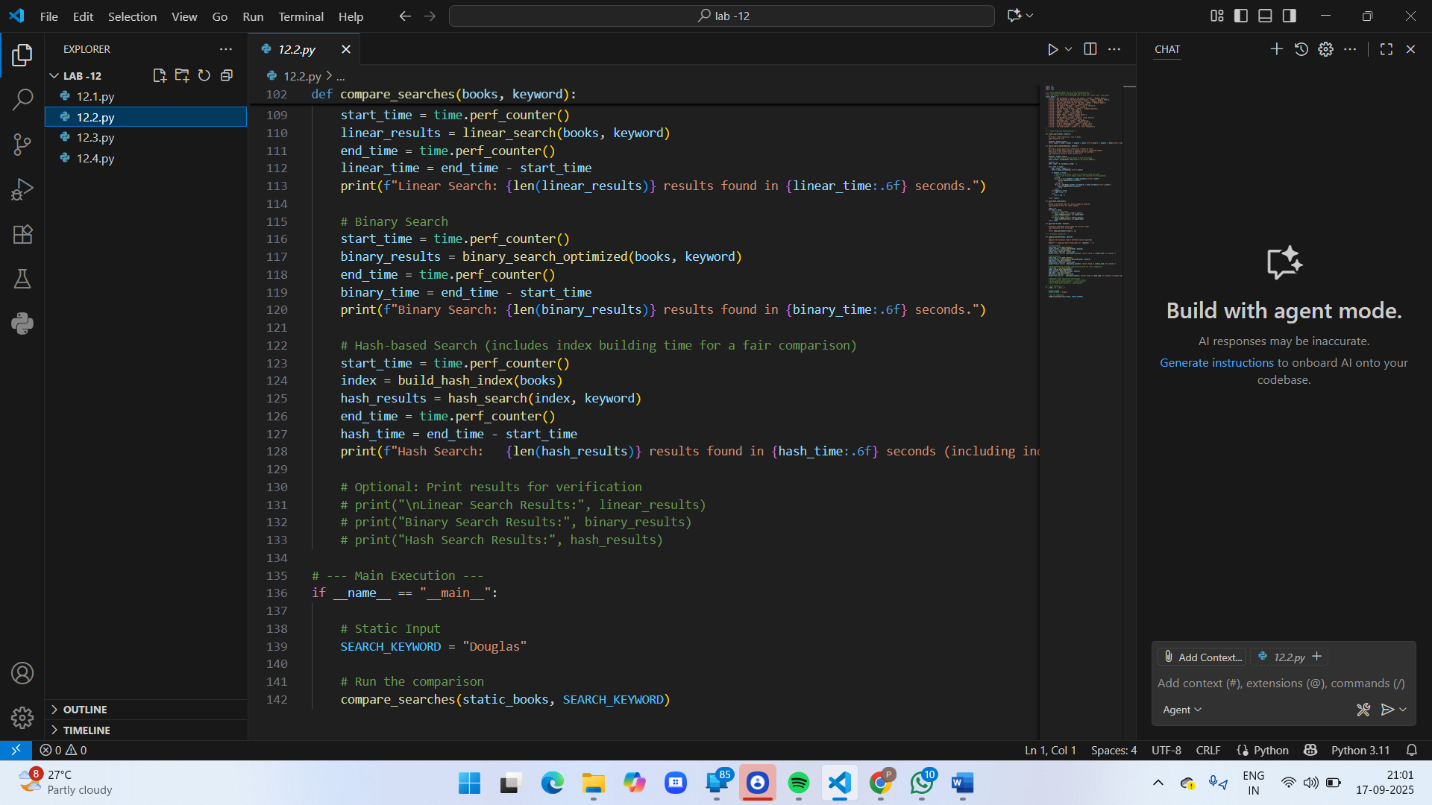 File Edit Selection View Go Run Terminal Help
lab -12
EXPLORER
LAB -12
12.1.py
12.2.py
12.3.py
12.4.py
OUTLINE
TIMELINE
12.2.py
12.2.py > ...
102 def compare_searches(books, keyword):
109 start_time = time.perf_counter()
110 linear_results = linear_search(books, keyword)
111 end_time = time.perf_counter()
112 linear_time = end_time - start_time
113 print(f"Linear Search: {len(linear_results)} results found in {linear_time:.6f} seconds.")
114
115 # Binary Search
116 start_time = time.perf_counter()
117 binary_results = binary_search_optimized(books, keyword)
118 end_time = time.perf_counter()
119 binary_time = end_time - start_time
120 print(f"Binary Search: {len(binary_results)} results found in {binary_time:.6f} seconds.")
121
122 # Hash-based Search (includes index building time for a fair comparison)
123 start_time = time.perf_counter()
124 index = build_hash_index(books)
125 hash_results = hash_search(index, keyword)
126 end_time = time.perf_counter()
127 hash_time = end_time - start_time
128 print(f"Hash Search:   {len(hash_results)} results found in {hash_time:.6f} seconds (including in
129
130 # Optional: Print results for verification
131 # print("\nLinear Search Results:", linear_results)
132 # print("Binary Search Results:", binary_results)
133 # print("Hash Search Results:", hash_results)
134
135 # --- Main Execution ---
136 if __name__ == "__main__":
137
138 # Static Input
139 SEARCH_KEYWORD = "Douglas"
140
141 # Run the comparison
142 compare_searches(static_books, SEARCH_KEYWORD)
CHAT
Build with agent mode.
AI responses may be inaccurate.
Generate instructions to onboard AI onto your
codebase.
Add Context...
12.2.py
Add context (#), extensions (@), commands (/)
Agent
0 0
Ln 1, Col 1 Spaces: 4 UTF-8 CRLF Python Python 3.11
8
27°C
Partly cloudy
85
P
10
ENG
IN
21:01
17-09-2025